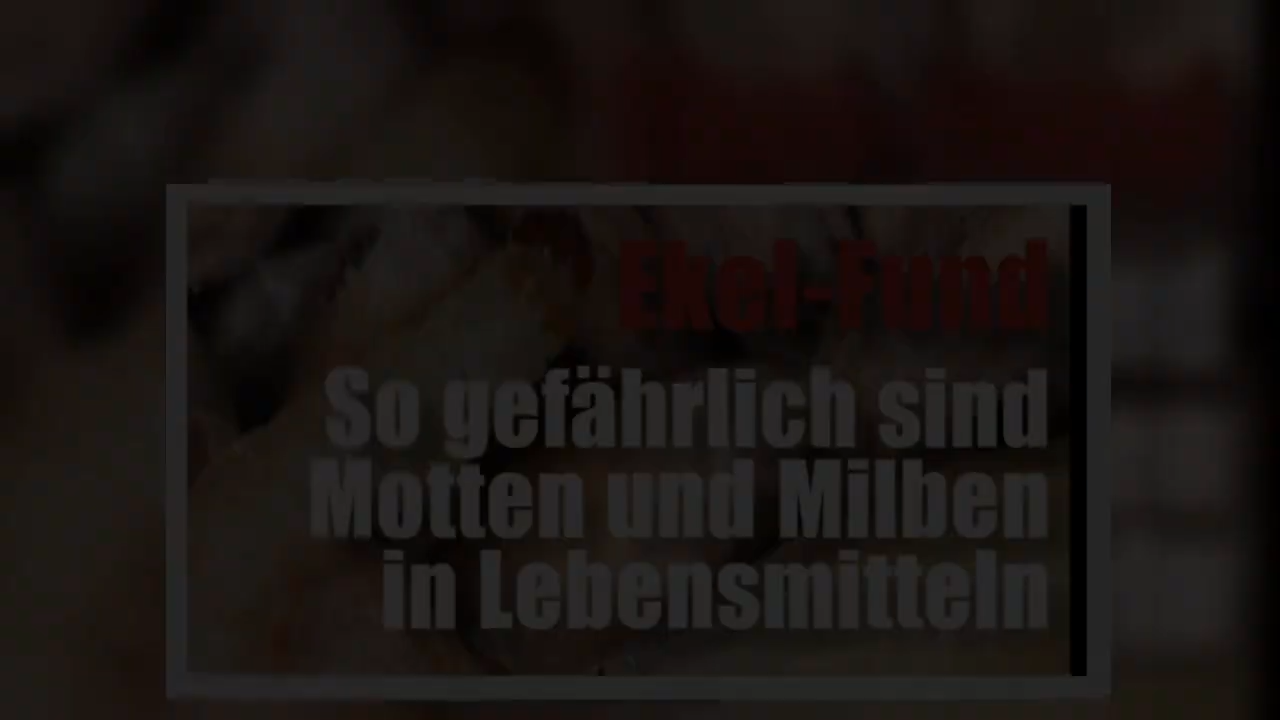 Ekel-Fund
So gefährlich sind
Motten und Milben
in Lebensmitteln